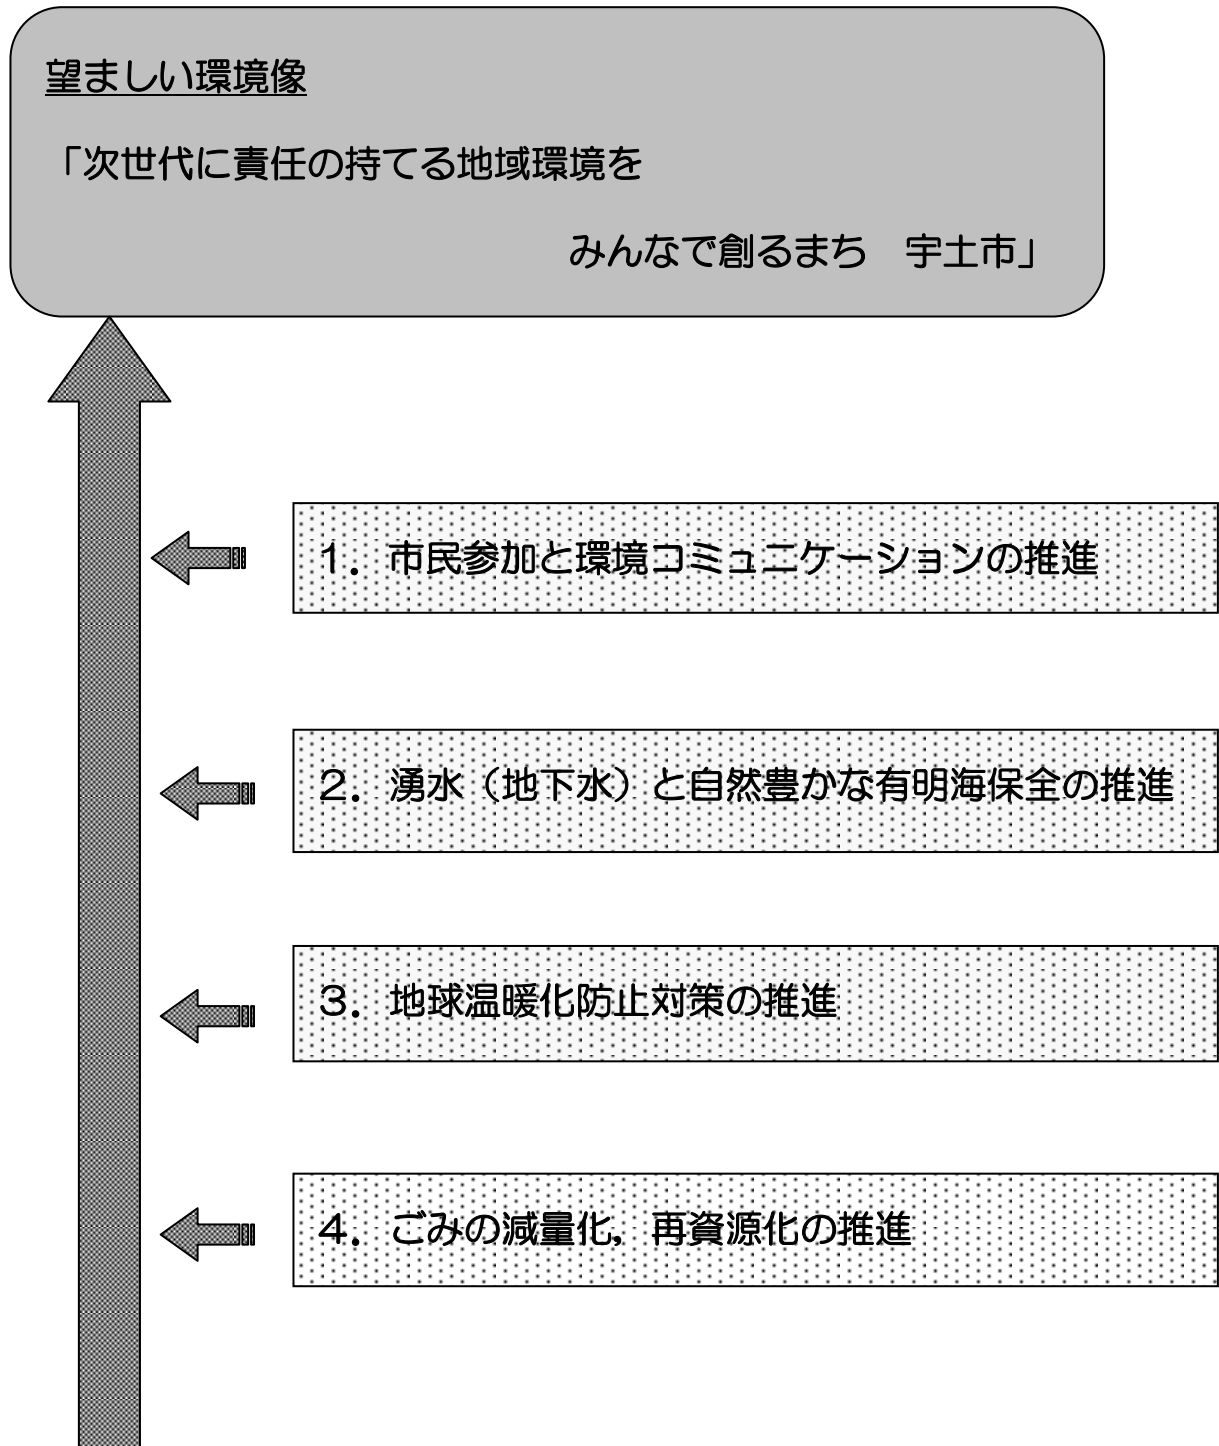 望ましい環境像
「次世代に責任の持てる地域環境を
みんなで創るまち　宇土市」
１．市民参加と環境コミュニケーションの推進
２．湧水（地下水）と自然豊かな有明海保全の推進
３．地球温暖化防止対策の推進
４．ごみの減量化，再資源化の推進